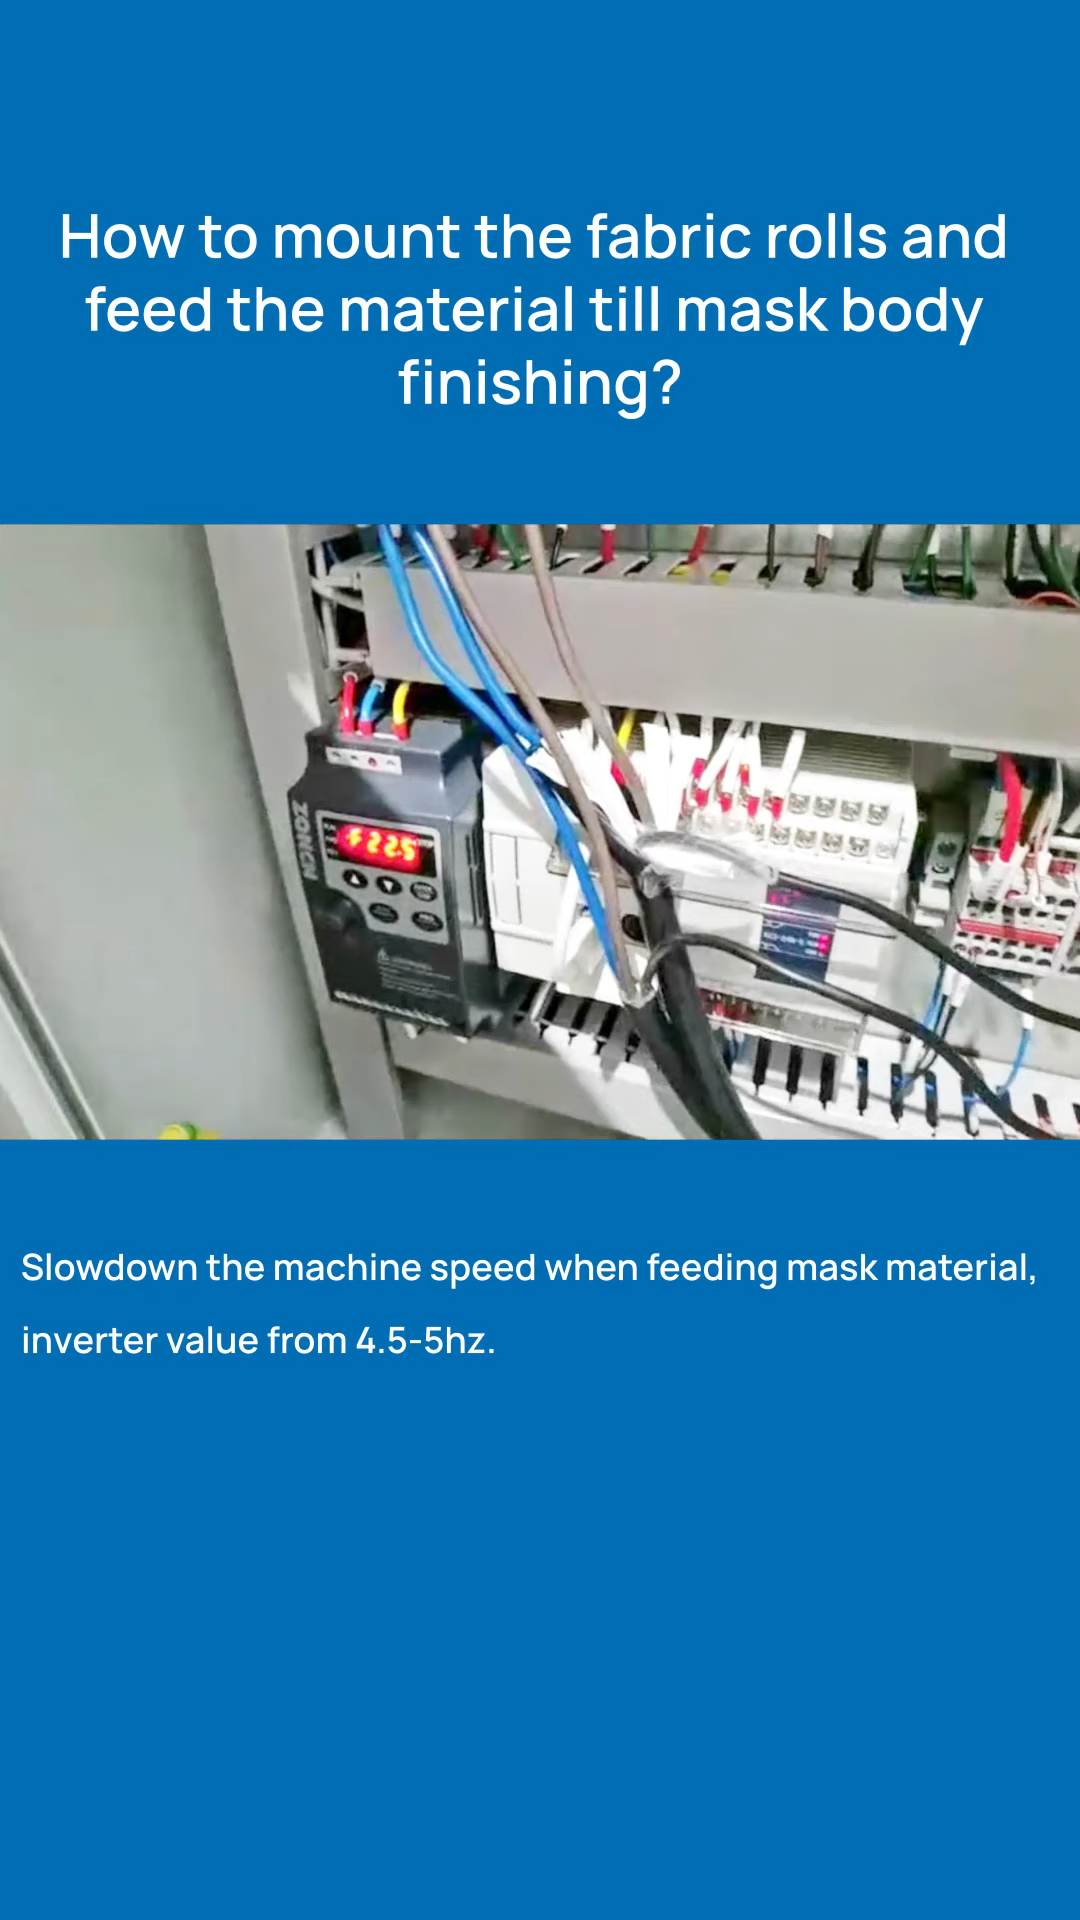 How to mount the fabric rolls and
feed the material till mask body
finishing?
ZONCN
F22.5
Slowdown the machine speed when feeding mask material,
inverter value from 4.5-5hz.